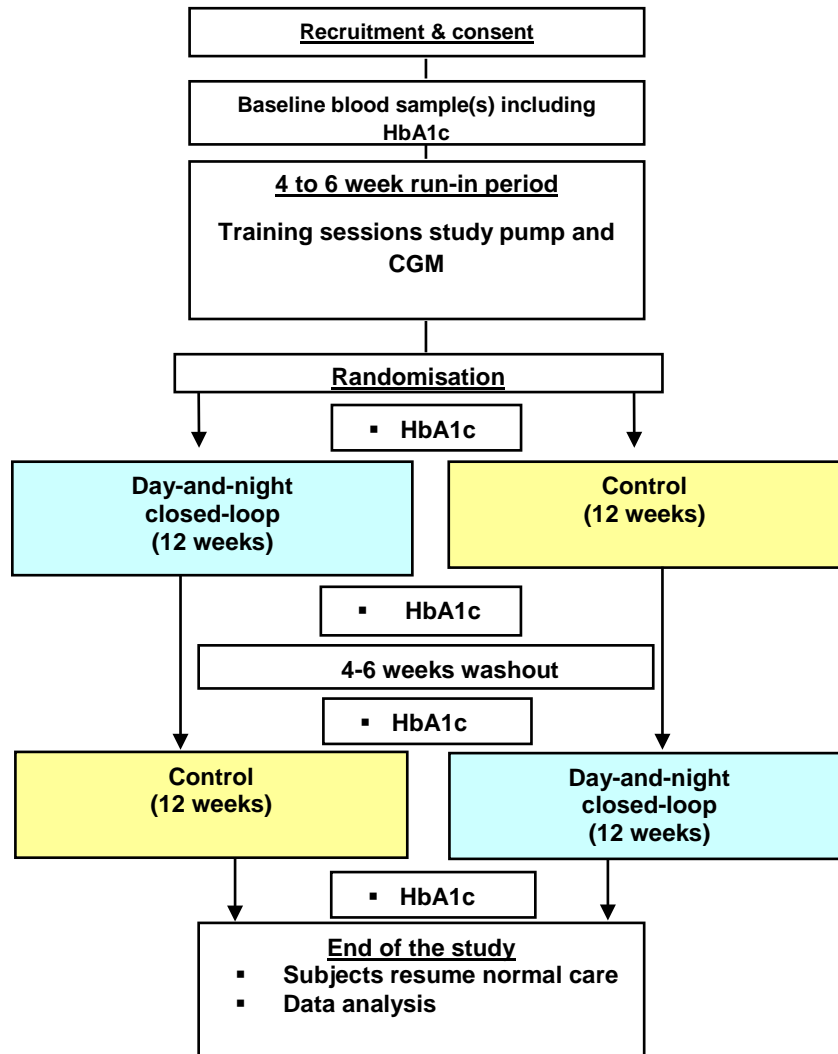 Recruitment & consent
Baseline blood sample(s) including
HbA1c
4 to 6 week run-in period
Training sessions study pump and
CGM
Randomisation
▪ HbA1c
Day-and-night
closed-loop
(12 weeks)
Control
(12 weeks)
▪ HbA1c
4-6 weeks washout
▪ HbA1c
Control
(12 weeks)
Day-and-night
closed-loop
(12 weeks)
▪ HbA1c
End of the study
▪ Subjects resume normal care
▪ Data analysis